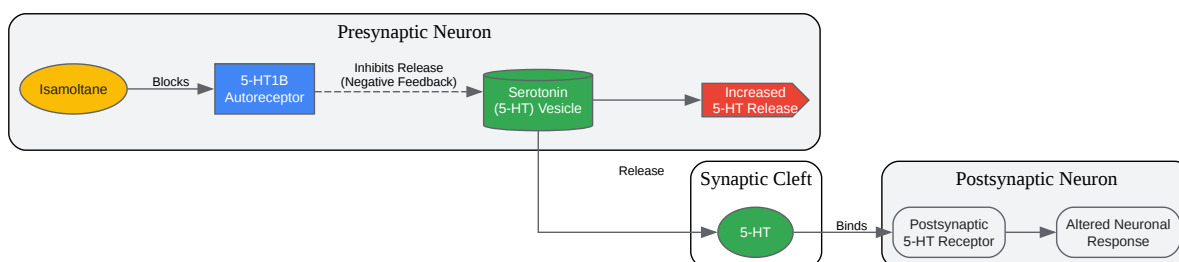 Presynaptic Neuron
Isamoltane
Blocks
5-HT1B
Autoreceptor
Inhibits Release
(Negative Feedback)
Serotonin
(5-HT) Vesicle
Increased
5-HT Release
Release
Synaptic Cleft
5-HT
Binds
Postsynaptic Neuron
Postsynaptic
5-HT Receptor
Altered Neuronal
Response